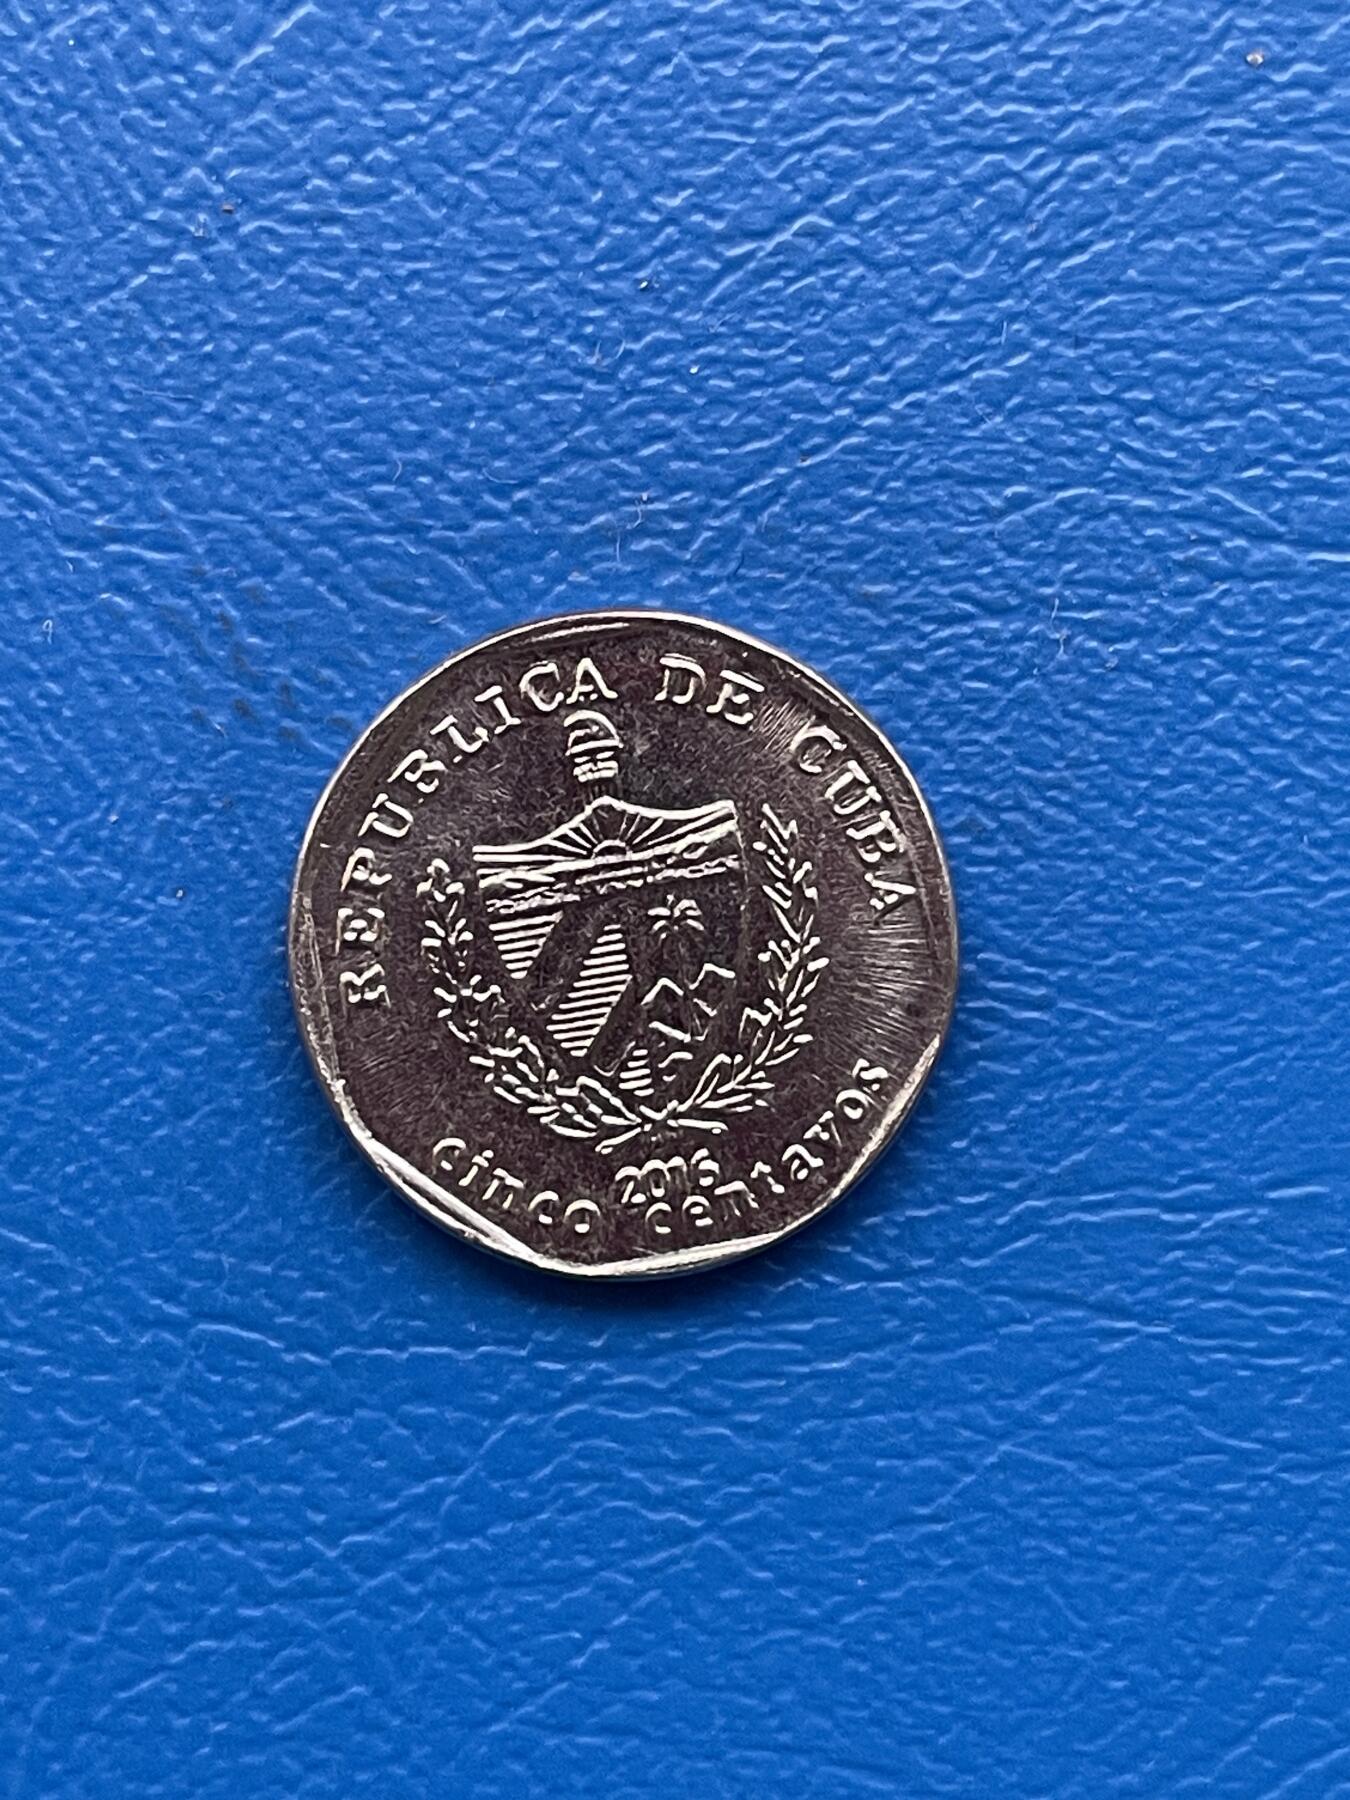 REPUBLICA DE CUBA
2016
cinco centavos